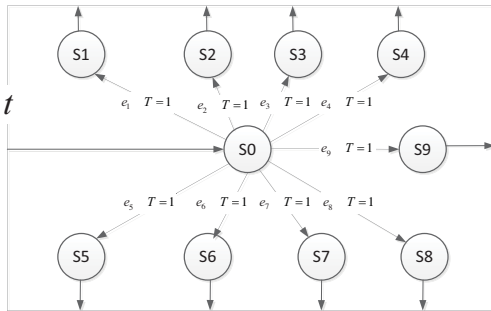 S1 S2 S3 S4
t
e₁ T = 1 e₂ T = 1 e₃ T = 1 e₄ T = 1
S0 e₉ T = 1 S9
e₅ T = 1 e₆ T = 1 e₇ T = 1 e₈ T = 1
S5 S6 S7 S8